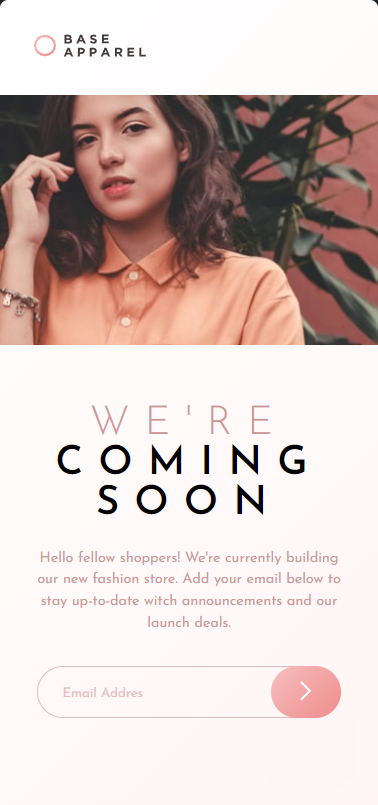 BASE
APPAREL
WE'RE
COMING
SOON
Hello fellow shoppers! We're currently building
our new fashion store. Add your email below to
stay up-to-date witch announcements and our
launch deals.
Email Addres